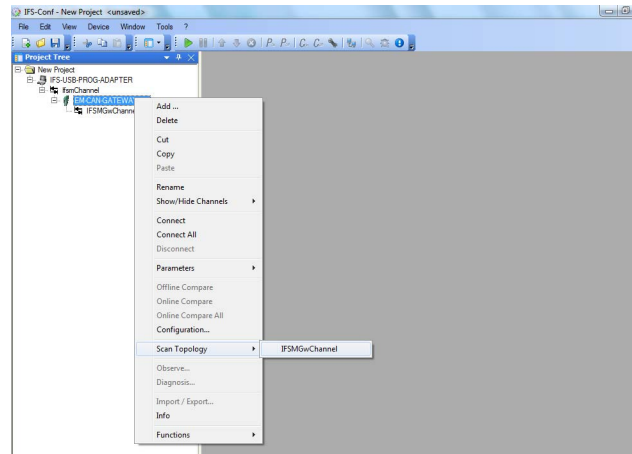 IFS-Conf - New Project <unsaved>
File Edit View Device Window Tools ?
Project Tree
New Project
IFS-USB-PROG-ADAPTER
IfsmChannel
EM-CAN-GATEWAY
IFSMGwChanne
Add ...
Delete
Cut
Copy
Paste
Rename
Show/Hide Channels
Connect
Connect All
Disconnect
Parameters
Offline Compare
Online Compare
Online Compare All
Configuration...
Scan Topology
IFSMGwChannel
Observe...
Diagnosis...
Import / Export...
Info
Functions